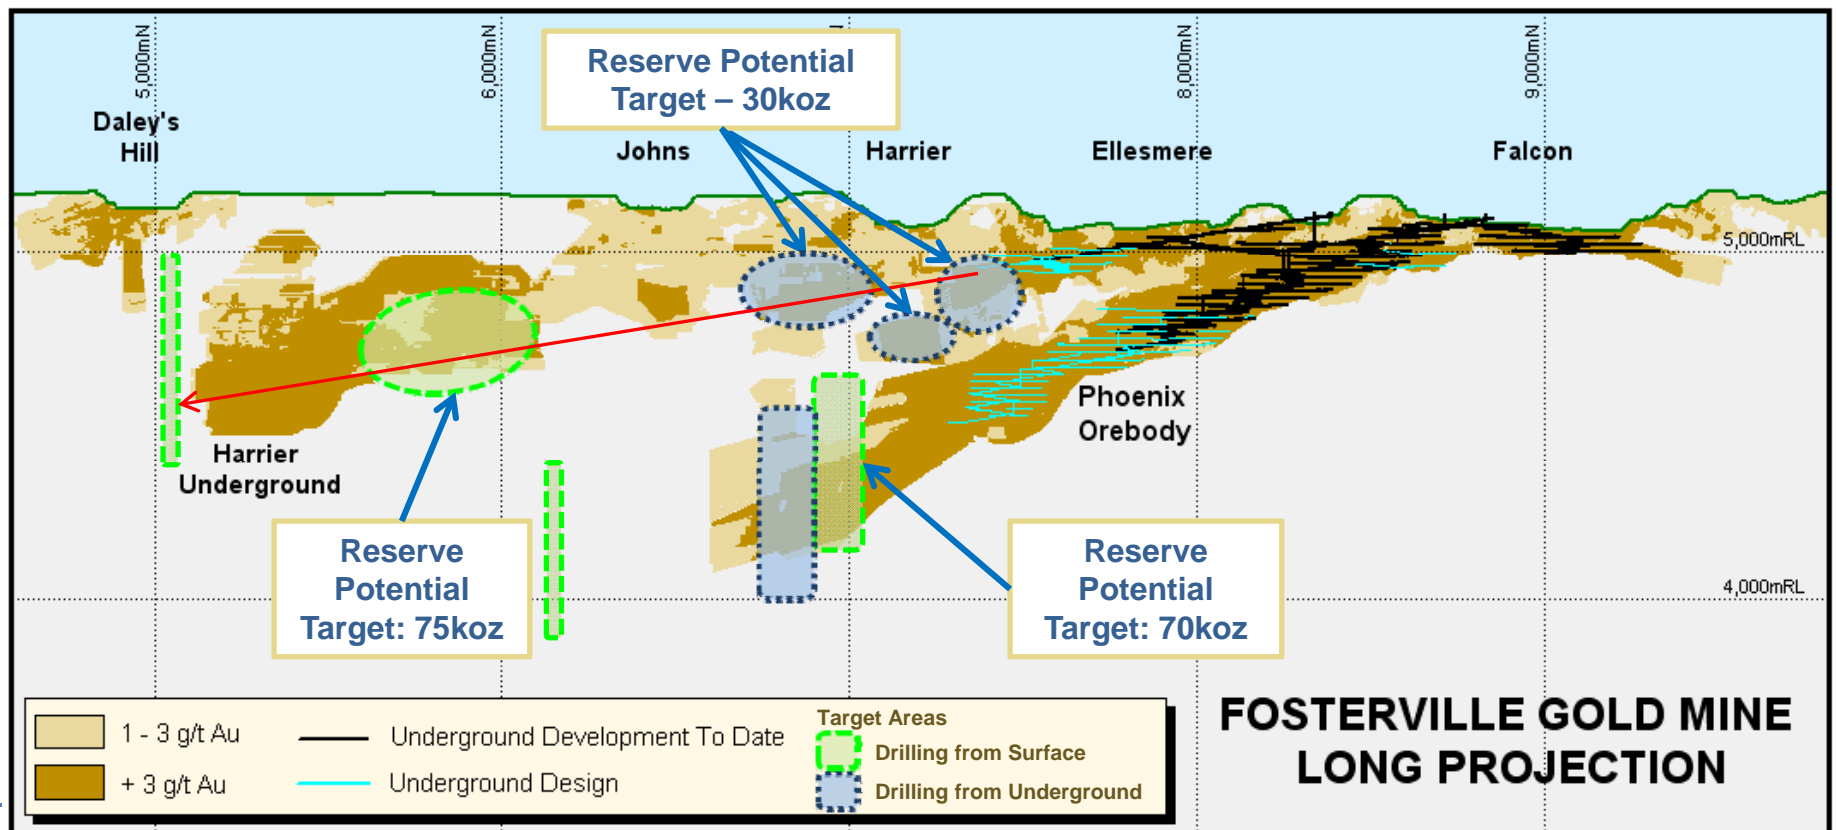 5,000mN
6,000mN
8,000mN
9,000mN
Reserve Potential
Target – 30koz
Daley's
Hill
Johns
Harrier
Ellesmere
Falcon
5,000mRL
Phoenix
Orebody
Harrier
Underground
Reserve
Potential
Target: 75koz
Reserve
Potential
Target: 70koz
4,000mRL
1 - 3 g/t Au
+ 3 g/t Au
Underground Development To Date
Underground Design
Target Areas
Drilling from Surface
Drilling from Underground
FOSTERVILLE GOLD MINE
LONG PROJECTION